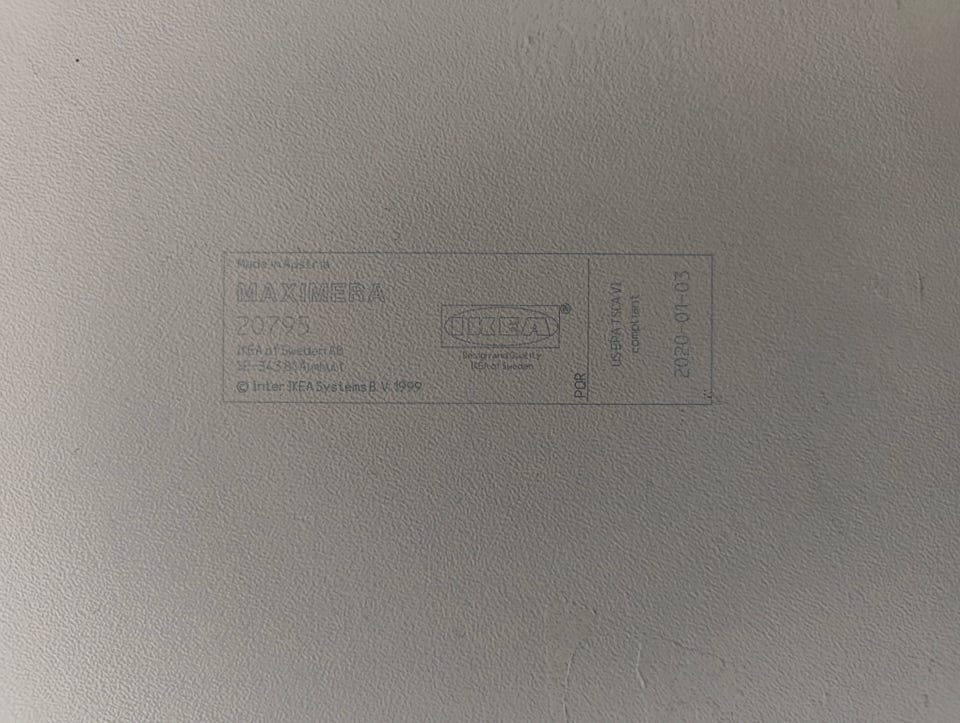 Made in Austria
MAXIMERA
20795
IKEA of Sweden AB
SE-343 81 Älmhult
© Inter IKEA Systems B.V. 1999
IKEA®
Design and Quality
IKEA of Sweden
PQR
US EPA TSCA VI
compliant
2020-01-03